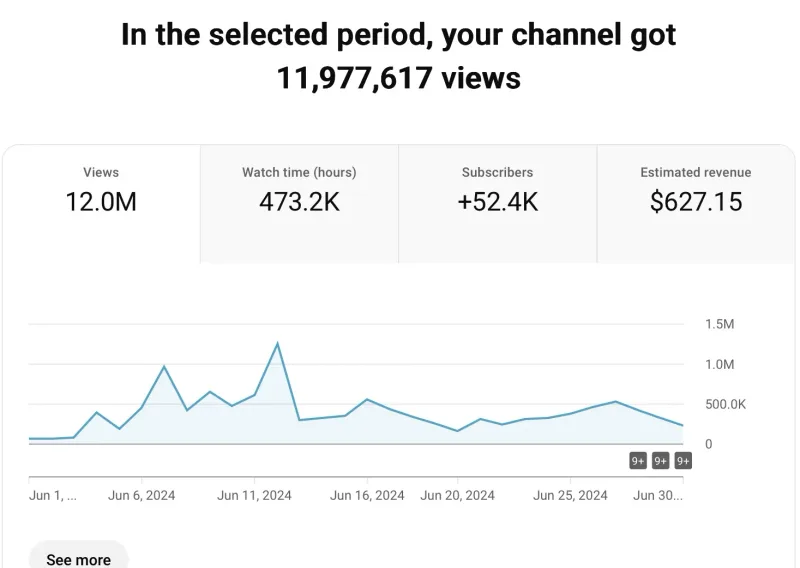 In the selected period, your channel got
11,977,617 views
Views
12.0M
Watch time (hours)
473.2K
Subscribers
+52.4K
Estimated revenue
$627.15
1.5M
1.0M
500.0K
0
9+ 9+ 9+
Jun 1, ... Jun 6, 2024 Jun 11, 2024 Jun 16, 2024 Jun 20, 2024 Jun 25, 2024 Jun 30...
See more